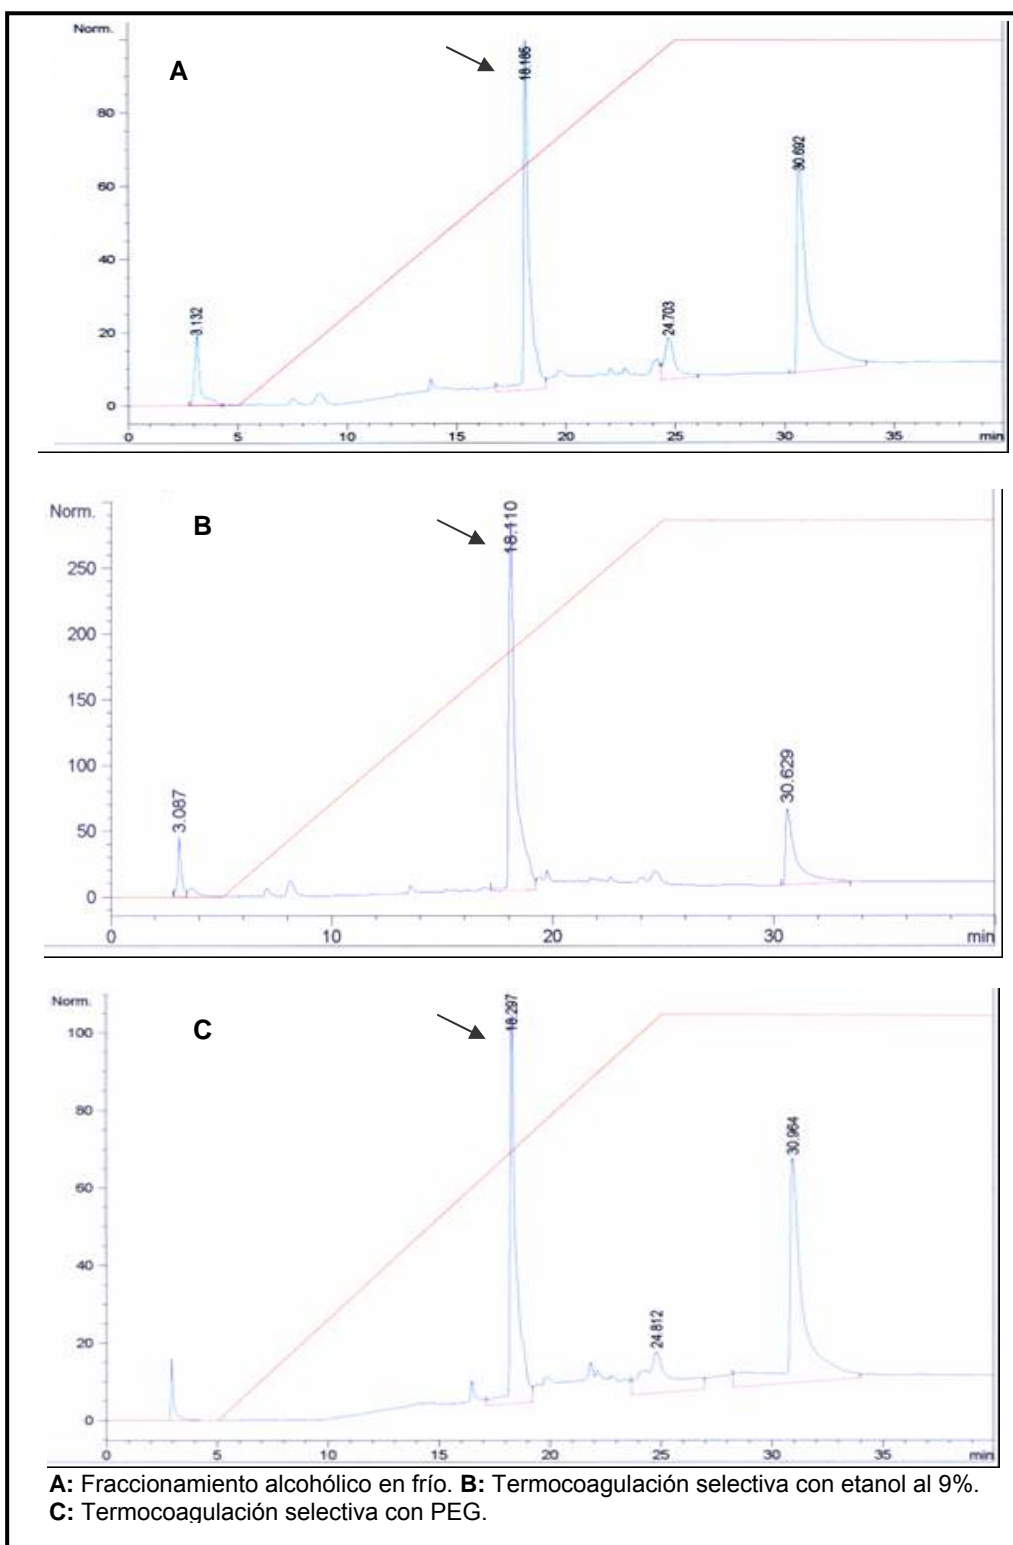 Norm.
A
18.185
80
60
30.692
40
3.132
24.703
20
0
0 5 10 15 20 25 30 35 min
Norm.
B
18.110
250
200
150
100
30.629
3.087
50
0
0 10 20 30 min
Norm.
C
18.297
100
80
30.964
60
40
24.812
20
0
0 5 10 15 20 25 30 35 min
A: Fraccionamiento alcohólico en frío. B: Termocoagulación selectiva con etanol al 9%.
C: Termocoagulación selectiva con PEG.